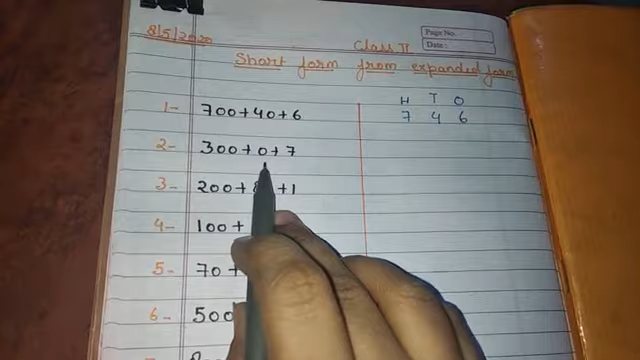 8/5/2020
Page No.
Date :
Class II
Short form from expanded form
H T O
1- 700+40+6 7 4 6
2- 300+0+7
3- 200+ +1
4- 100+
5- 70+
6- 500